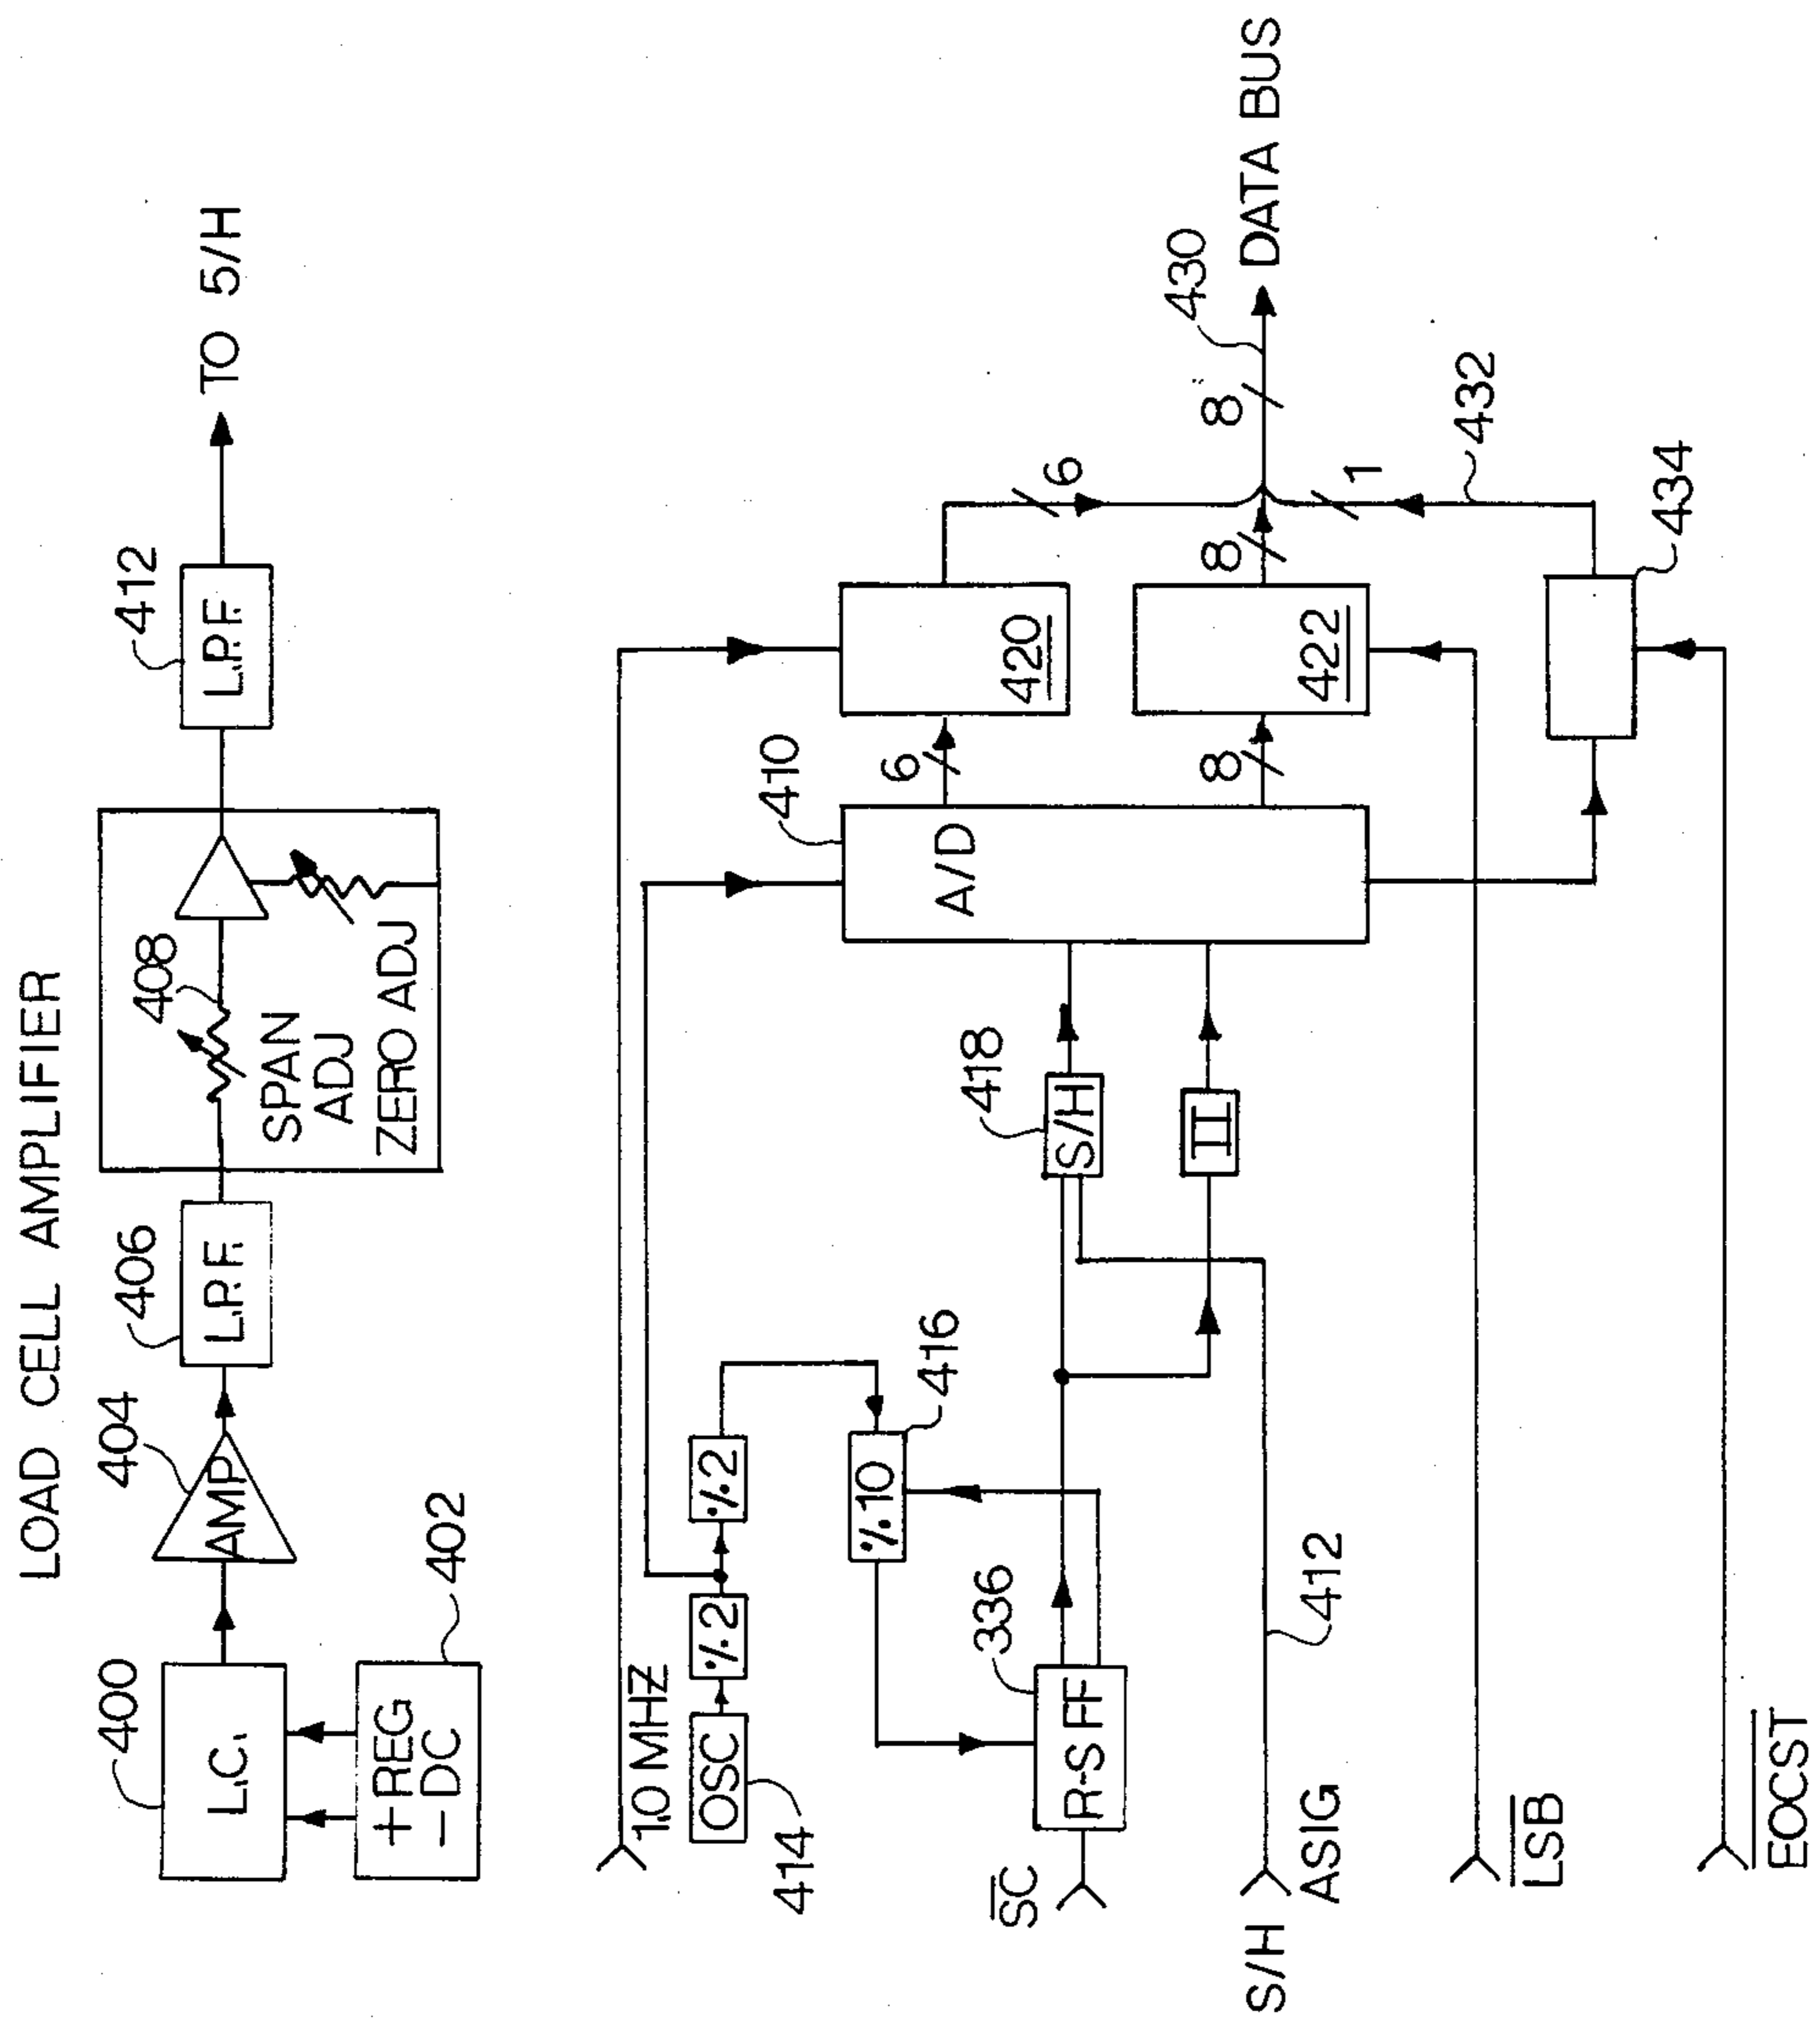 LOAD CELL AMPLIFIER
400
L.C.
+ REG
- DC
402
404
AMP
406
L.P.F.
408
SPAN
ADJ
ZERO ADJ
412
L.P.F.
TO 5/H
1.0 MHZ
OSC
414
%2
%2
%10
416
SC
R-S FF
336
S/H
418
S/H ASIG
412
LSB
EOCST
A/D
410
6
8
420
422
6
8
1
8
430
DATA BUS
432
434